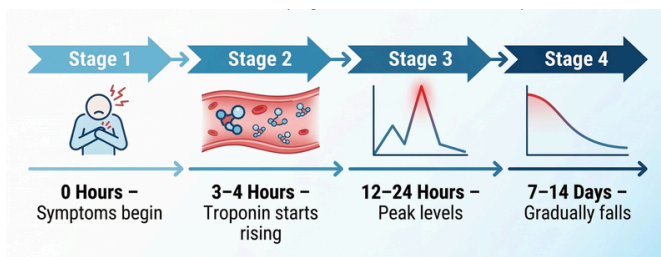 Stage 1
Stage 2
Stage 3
Stage 4
0 Hours –
Symptoms begin
3–4 Hours –
Troponin starts
rising
12–24 Hours –
Peak levels
7–14 Days –
Gradually falls